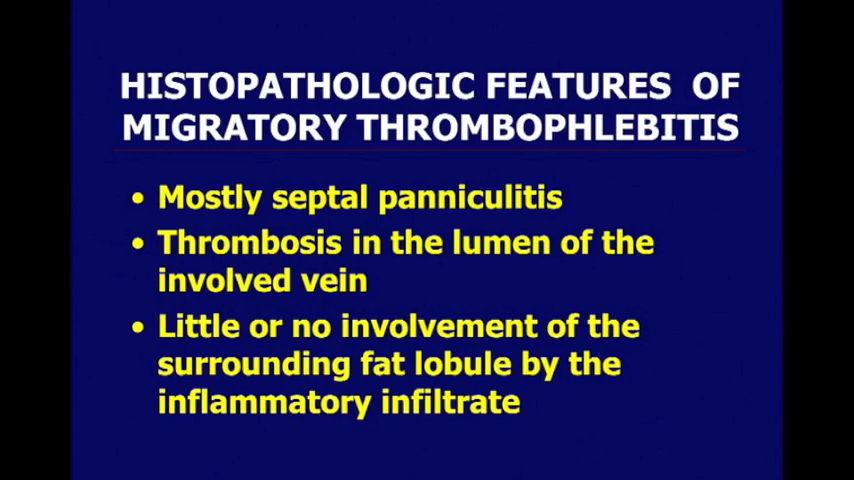 HISTOPATHOLOGIC FEATURES OF
MIGRATORY THROMBOPHLEBITIS
• Mostly septal panniculitis
• Thrombosis in the lumen of the
involved vein
• Little or no involvement of the
surrounding fat lobule by the
inflammatory infiltrate